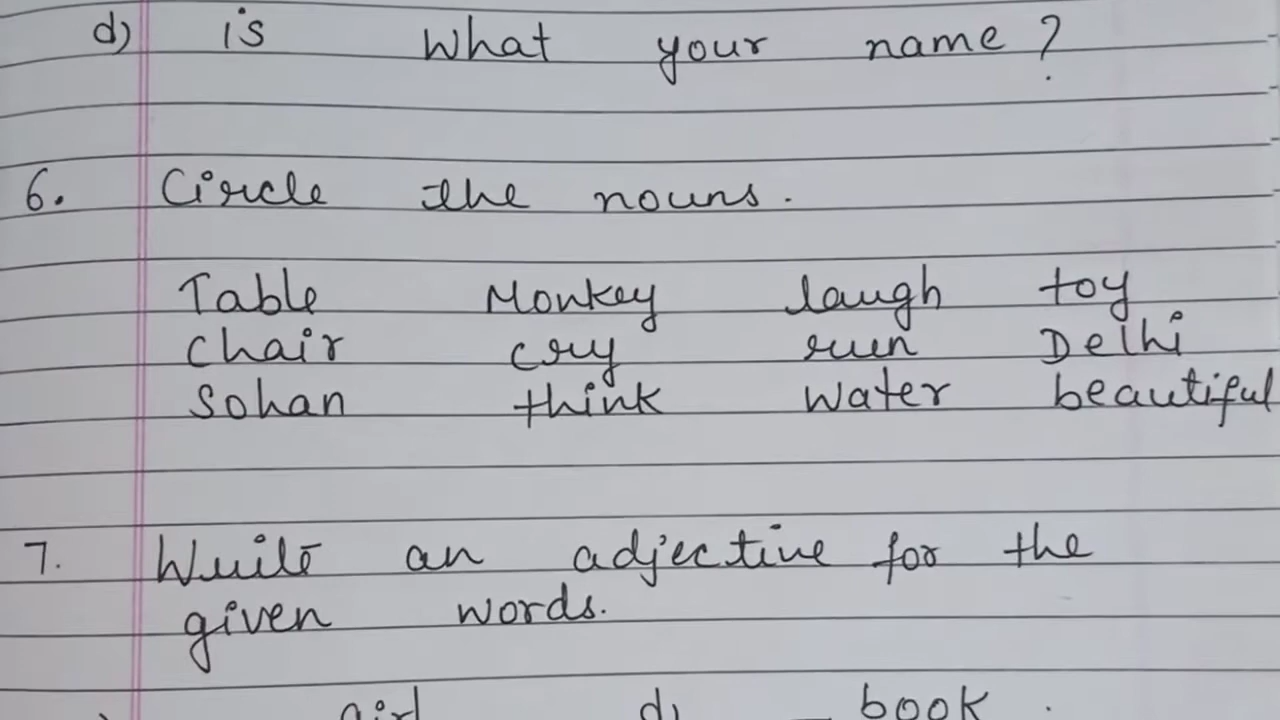 d) is What your name?
6. Circle the nouns.
Table Monkey laugh toy
Chair cry run Delhi
Sohan think Water beautiful
7. Write an adjective for the
given words.
girl d) book.